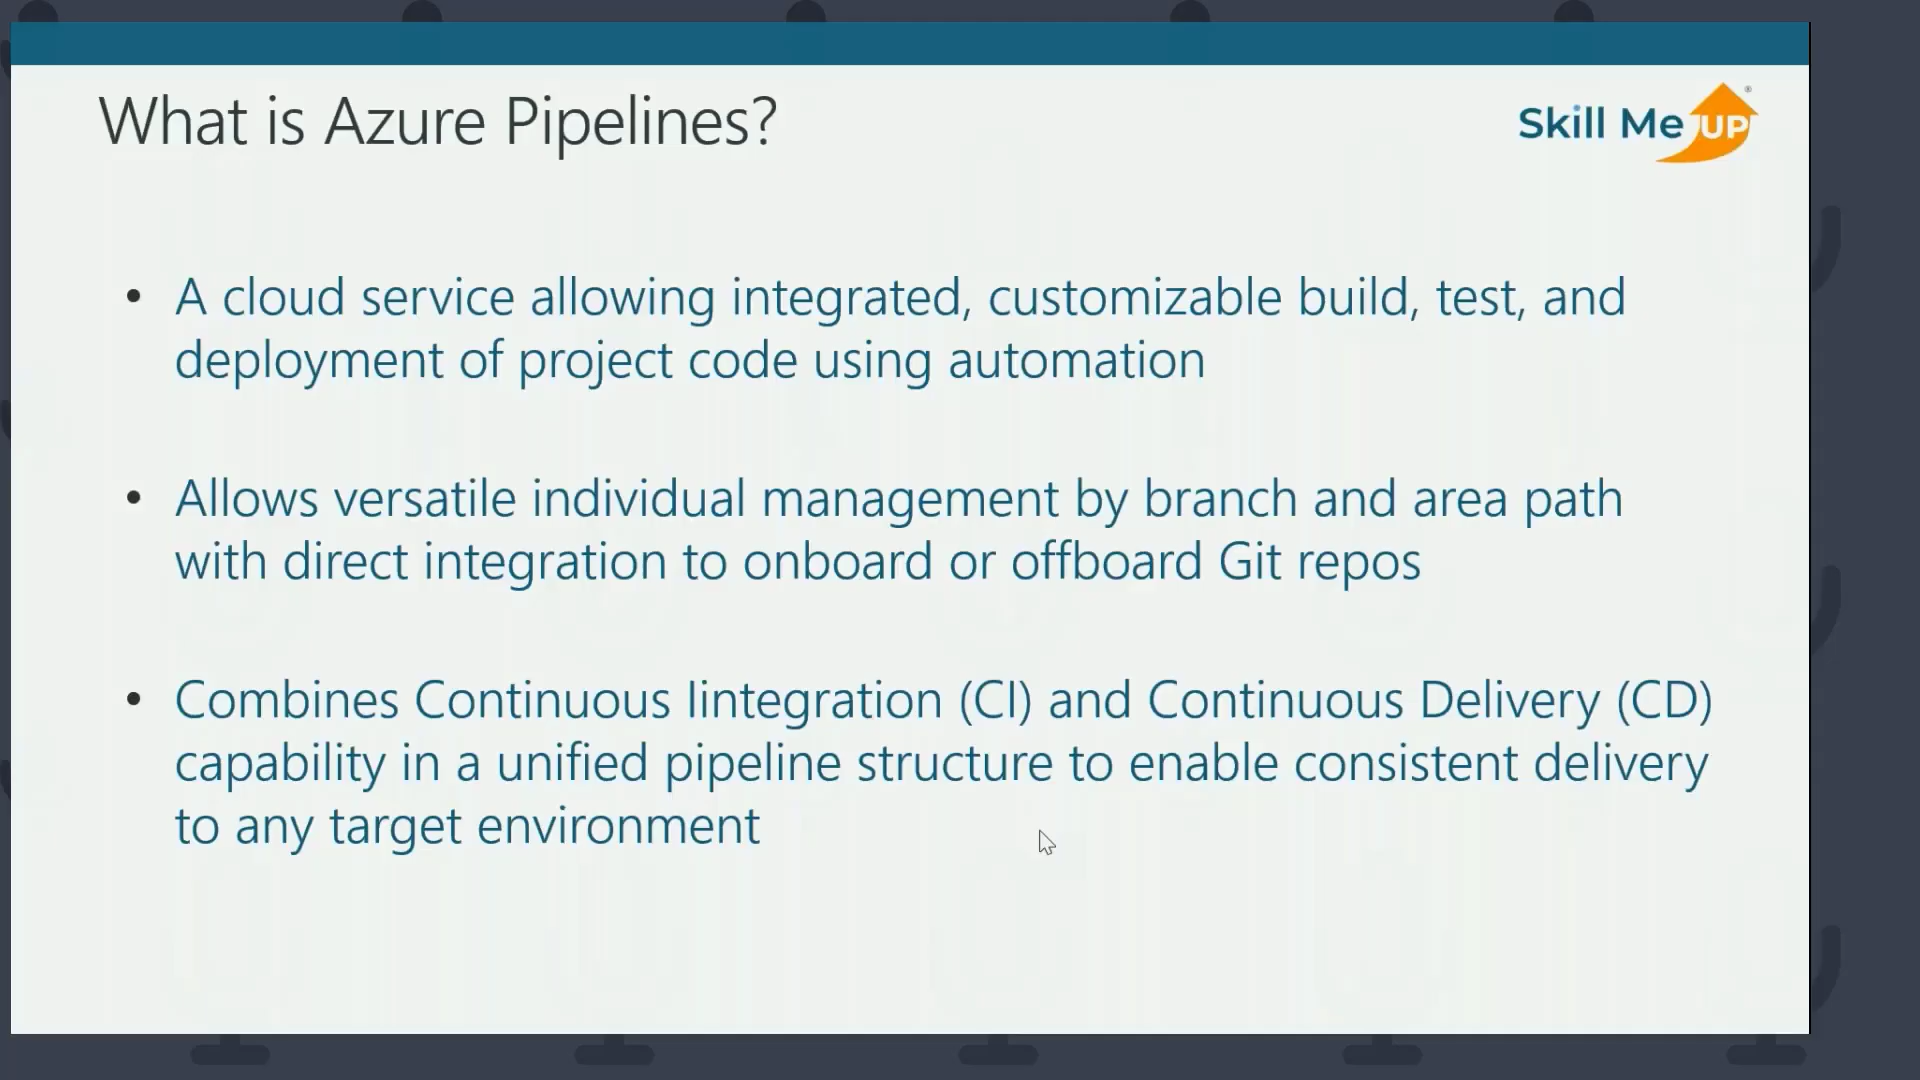 What is Azure Pipelines?
Skill Me UP®
• A cloud service allowing integrated, customizable build, test, and
deployment of project code using automation
• Allows versatile individual management by branch and area path
with direct integration to onboard or offboard Git repos
• Combines Continuous Iintegration (CI) and Continuous Delivery (CD)
capability in a unified pipeline structure to enable consistent delivery
to any target environment